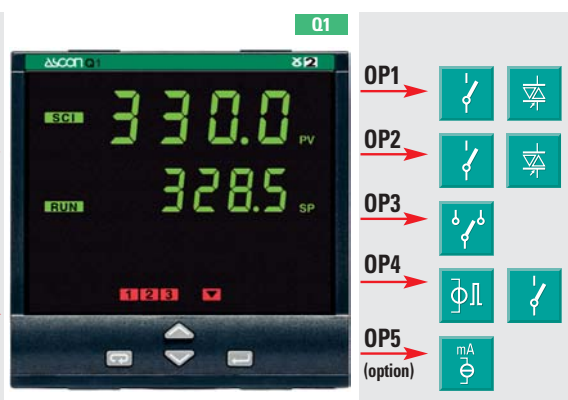 Q1
ASCON Q1
SCI 330.0 PV
RUN 328.5 SP
1 2 3
OP1
OP2
OP3
OP4
OP5
mA
(option)